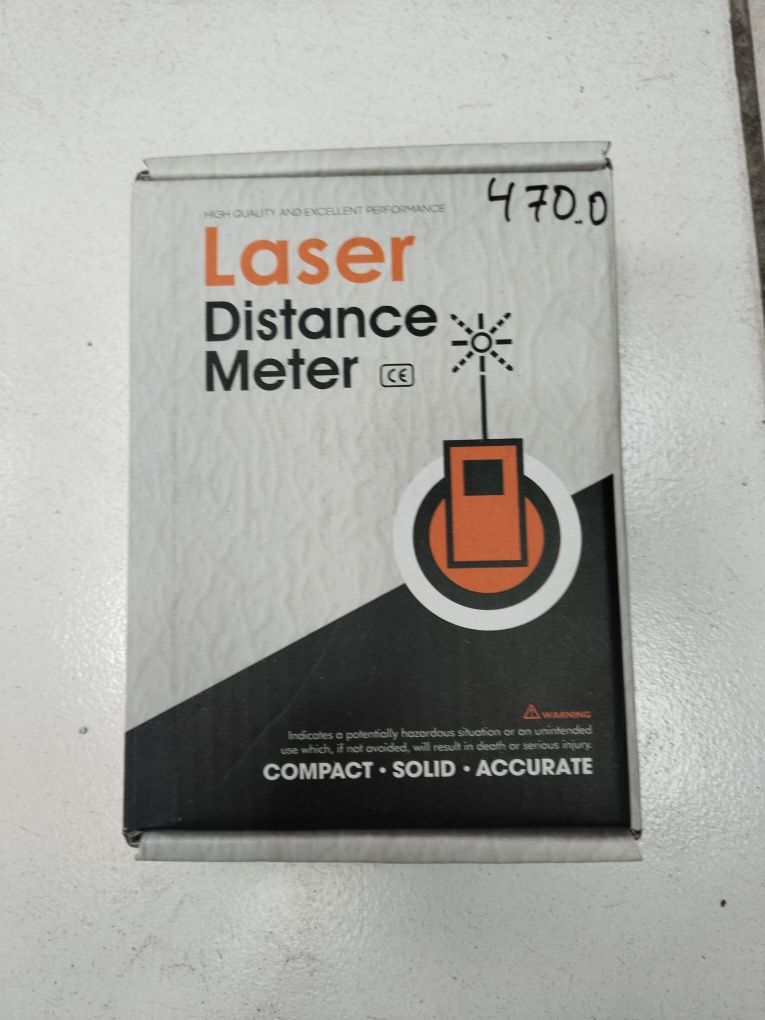 470.0
HIGH QUALITY AND EXCELLENT PERFORMANCE
Laser
Distance
Meter CE
WARNING
Indicates a potentially hazardous situation or an unintended
use which, if not avoided, will result in death or serious injury.
COMPACT • SOLID • ACCURATE